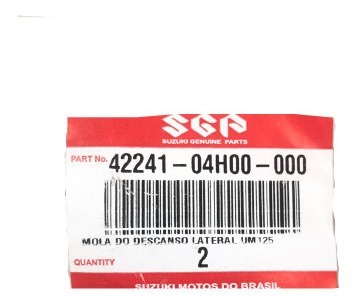 SGP
SUZUKI GENUINE PARTS
PART No. 42241-04H00-000
MOLA DO DESCANSO LATERAL UM125
QUANTITY 2
SUZUKI MOTOS DO BRASIL